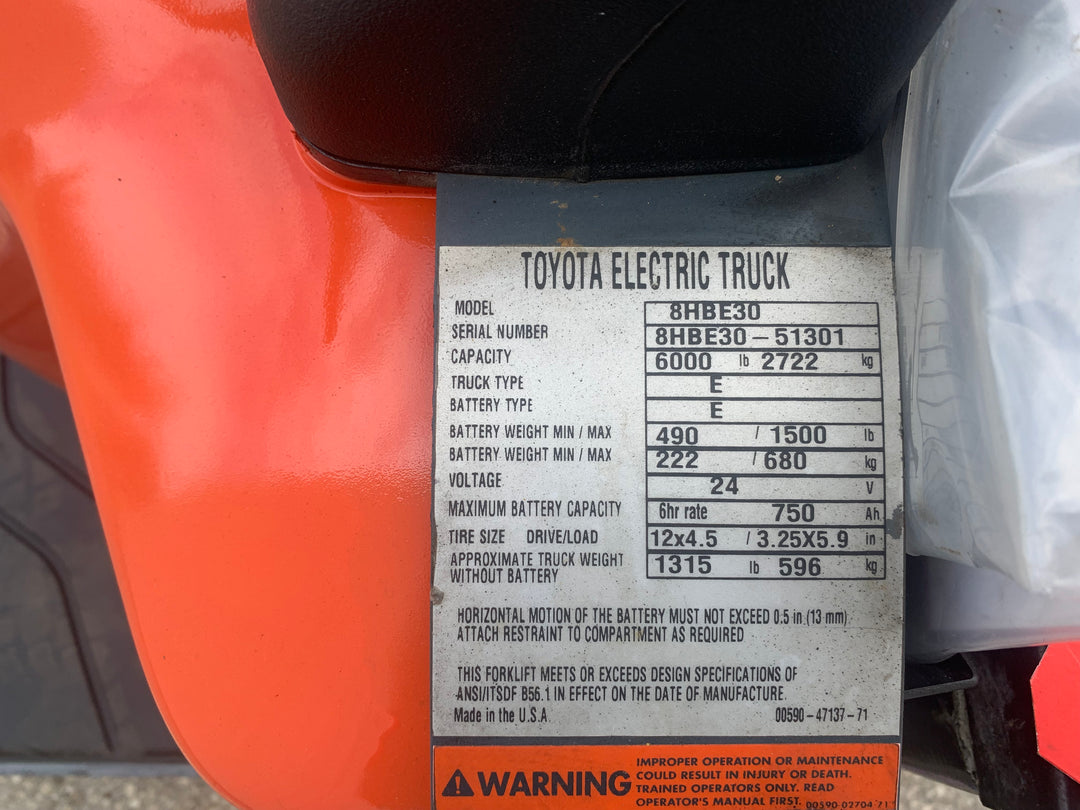 TOYOTA ELECTRIC TRUCK
MODEL 8HBE30
SERIAL NUMBER 8HBE30-51301
CAPACITY 6000 lb 2722 kg
TRUCK TYPE E
BATTERY TYPE E
BATTERY WEIGHT MIN / MAX 490 / 1500 lb
BATTERY WEIGHT MIN / MAX 222 / 680 kg
VOLTAGE 24 V
MAXIMUM BATTERY CAPACITY 6hr rate 750 Ah
TIRE SIZE DRIVE/LOAD 12x4.5 / 3.25X5.9 in
APPROXIMATE TRUCK WEIGHT 1315 lb 596 kg
WITHOUT BATTERY
HORIZONTAL MOTION OF THE BATTERY MUST NOT EXCEED 0.5 in.(13 mm)
ATTACH RESTRAINT TO COMPARTMENT AS REQUIRED
THIS FORKLIFT MEETS OR EXCEEDS DESIGN SPECIFICATIONS OF
ANSI/ITSDF B56.1 IN EFFECT ON THE DATE OF MANUFACTURE.
Made in the U.S.A. 00590-47137-71
WARNING
IMPROPER OPERATION OR MAINTENANCE
COULD RESULT IN INJURY OR DEATH.
TRAINED OPERATORS ONLY. READ
OPERATOR'S MANUAL FIRST. 00590-02704-71